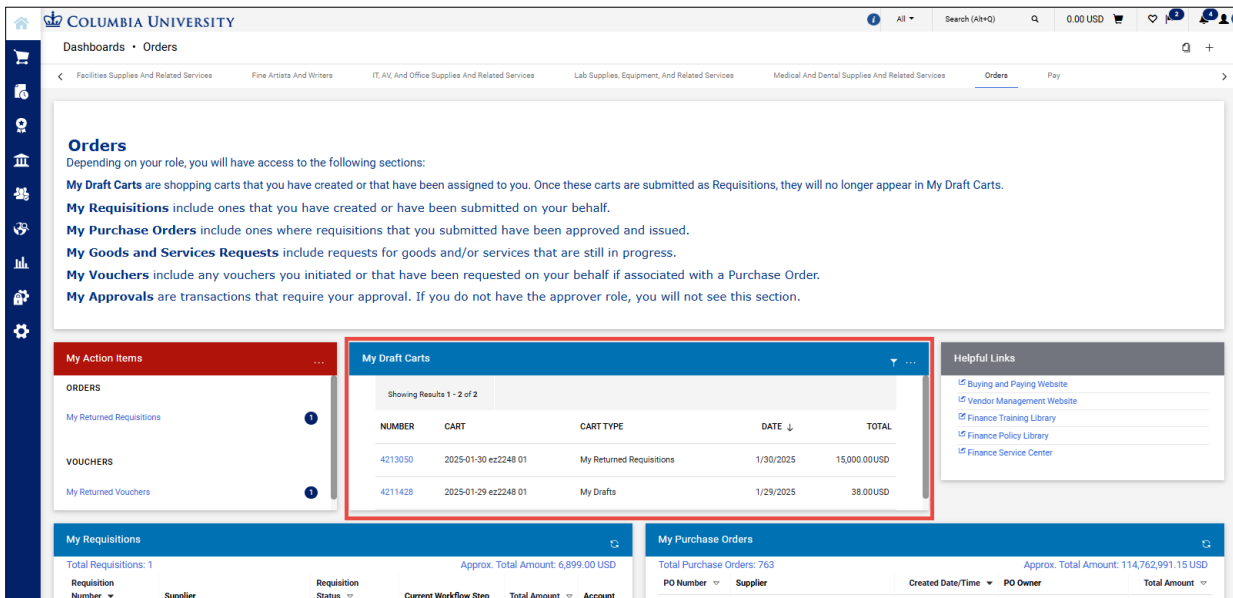 COLUMBIA UNIVERSITY
All
Search (Alt+Q)
0.00 USD
2
4
Dashboards • Orders
Facilities Supplies And Related Services
Fine Artists And Writers
IT, AV, And Office Supplies And Related Services
Lab Supplies, Equipment, And Related Services
Medical And Dental Supplies And Related Services
Orders
Pay
Orders
Depending on your role, you will have access to the following sections:
My Draft Carts are shopping carts that you have created or that have been assigned to you. Once these carts are submitted as Requisitions, they will no longer appear in My Draft Carts.
My Requisitions include ones that you have created or have been submitted on your behalf.
My Purchase Orders include ones where requisitions that you submitted have been approved and issued.
My Goods and Services Requests include requests for goods and/or services that are still in progress.
My Vouchers include any vouchers you initiated or that have been requested on your behalf if associated with a Purchase Order.
My Approvals are transactions that require your approval. If you do not have the approver role, you will not see this section.
My Action Items
...
ORDERS
My Returned Requisitions 1
VOUCHERS
My Returned Vouchers 1
My Draft Carts
...
Showing Results 1 - 2 of 2
NUMBER CART CART TYPE DATE ↓ TOTAL
4213050 2025-01-30 ez2248 01 My Returned Requisitions 1/30/2025 15,000.00 USD
4211428 2025-01-29 ez2248 01 My Drafts 1/29/2025 38.00 USD
Helpful Links
Buying and Paying Website
Vendor Management Website
Finance Training Library
Finance Policy Library
Finance Service Center
My Requisitions
Total Requisitions: 1 Approx. Total Amount: 6,899.00 USD
Requisition Number Supplier Requisition Status Current Workflow Step Total Amount Account
My Purchase Orders
Total Purchase Orders: 763 Approx. Total Amount: 114,762,991.15 USD
PO Number Supplier Created Date/Time PO Owner Total Amount